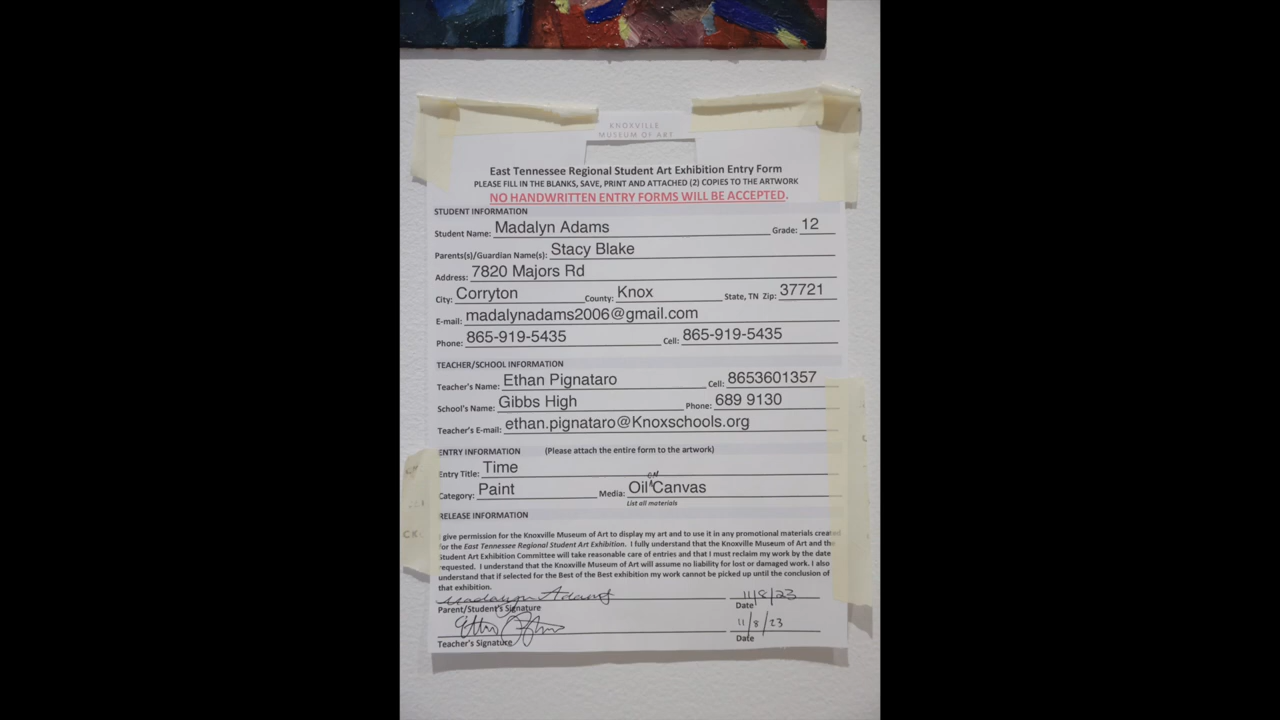 KNOXVILLE
MUSEUM OF ART
East Tennessee Regional Student Art Exhibition Entry Form
PLEASE FILL IN THE BLANKS, SAVE, PRINT AND ATTACHED (2) COPIES TO THE ARTWORK
NO HANDWRITTEN ENTRY FORMS WILL BE ACCEPTED.
STUDENT INFORMATION
Student Name: Madalyn Adams Grade: 12
Parents(s)/Guardian Name(s): Stacy Blake
Address: 7820 Majors Rd
City: Corryton County: Knox State, TN Zip: 37721
E-mail: madalynadams2006@gmail.com
Phone: 865-919-5435 Cell: 865-919-5435
TEACHER/SCHOOL INFORMATION
Teacher's Name: Ethan Pignataro Cell: 8653601357
School's Name: Gibbs High Phone: 689 9130
Teacher's E-mail: ethan.pignataro@Knoxschools.org
ENTRY INFORMATION (Please attach the entire form to the artwork)
Entry Title: Time
Category: Paint Media: Oil on Canvas
List all materials
RELEASE INFORMATION
I give permission for the Knoxville Museum of Art to display my art and to use it in any promotional materials created
for the East Tennessee Regional Student Art Exhibition. I fully understand that the Knoxville Museum of Art and the
Student Art Exhibition Committee will take reasonable care of entries and that I must reclaim my work by the date
requested. I understand that the Knoxville Museum of Art will assume no liability for lost or damaged work. I also
understand that if selected for the Best of the Best exhibition my work cannot be picked up until the conclusion of
that exhibition.
Madalyn Adams 11/8/23
Parent/Student's Signature Date
11/8/23
Teacher's Signature Date